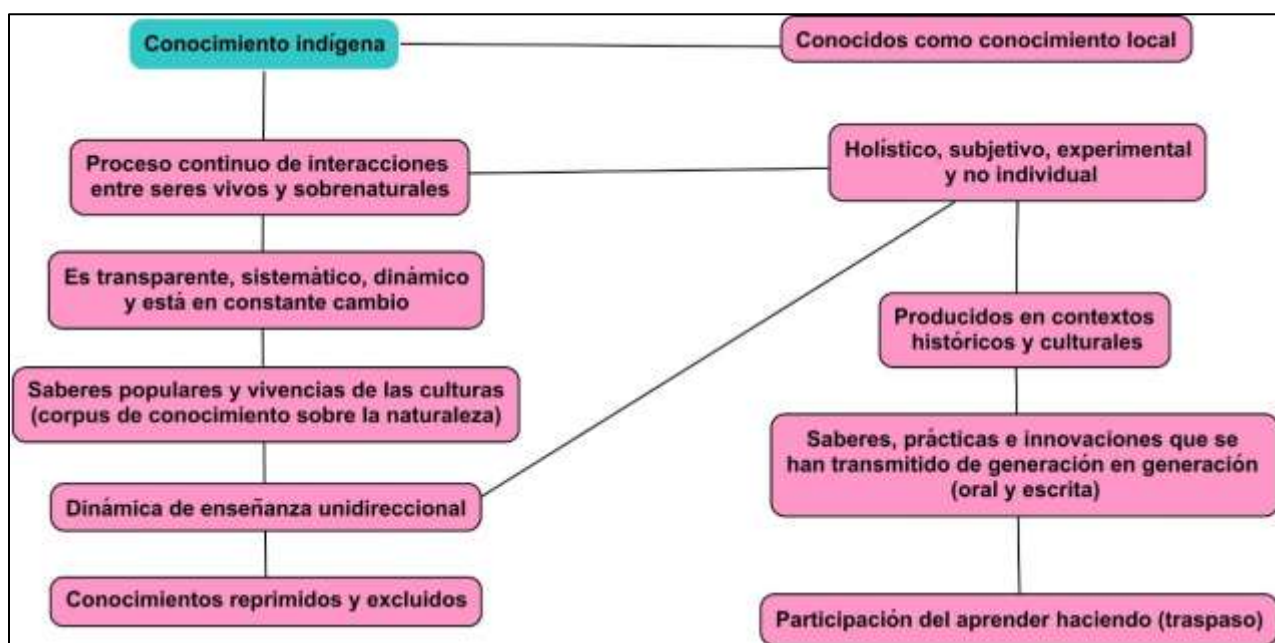 Conocimiento indígena
Conocidos como conocimiento local
Proceso continuo de interacciones
entre seres vivos y sobrenaturales
Holístico, subjetivo, experimental
y no individual
Es transparente, sistemático, dinámico
y está en constante cambio
Producidos en contextos
históricos y culturales
Saberes populares y vivencias de las culturas
(corpus de conocimiento sobre la naturaleza)
Saberes, prácticas e innovaciones que se
han transmitido de generación en generación
(oral y escrita)
Dinámica de enseñanza unidireccional
Conocimientos reprimidos y excluidos
Participación del aprender haciendo (traspaso)